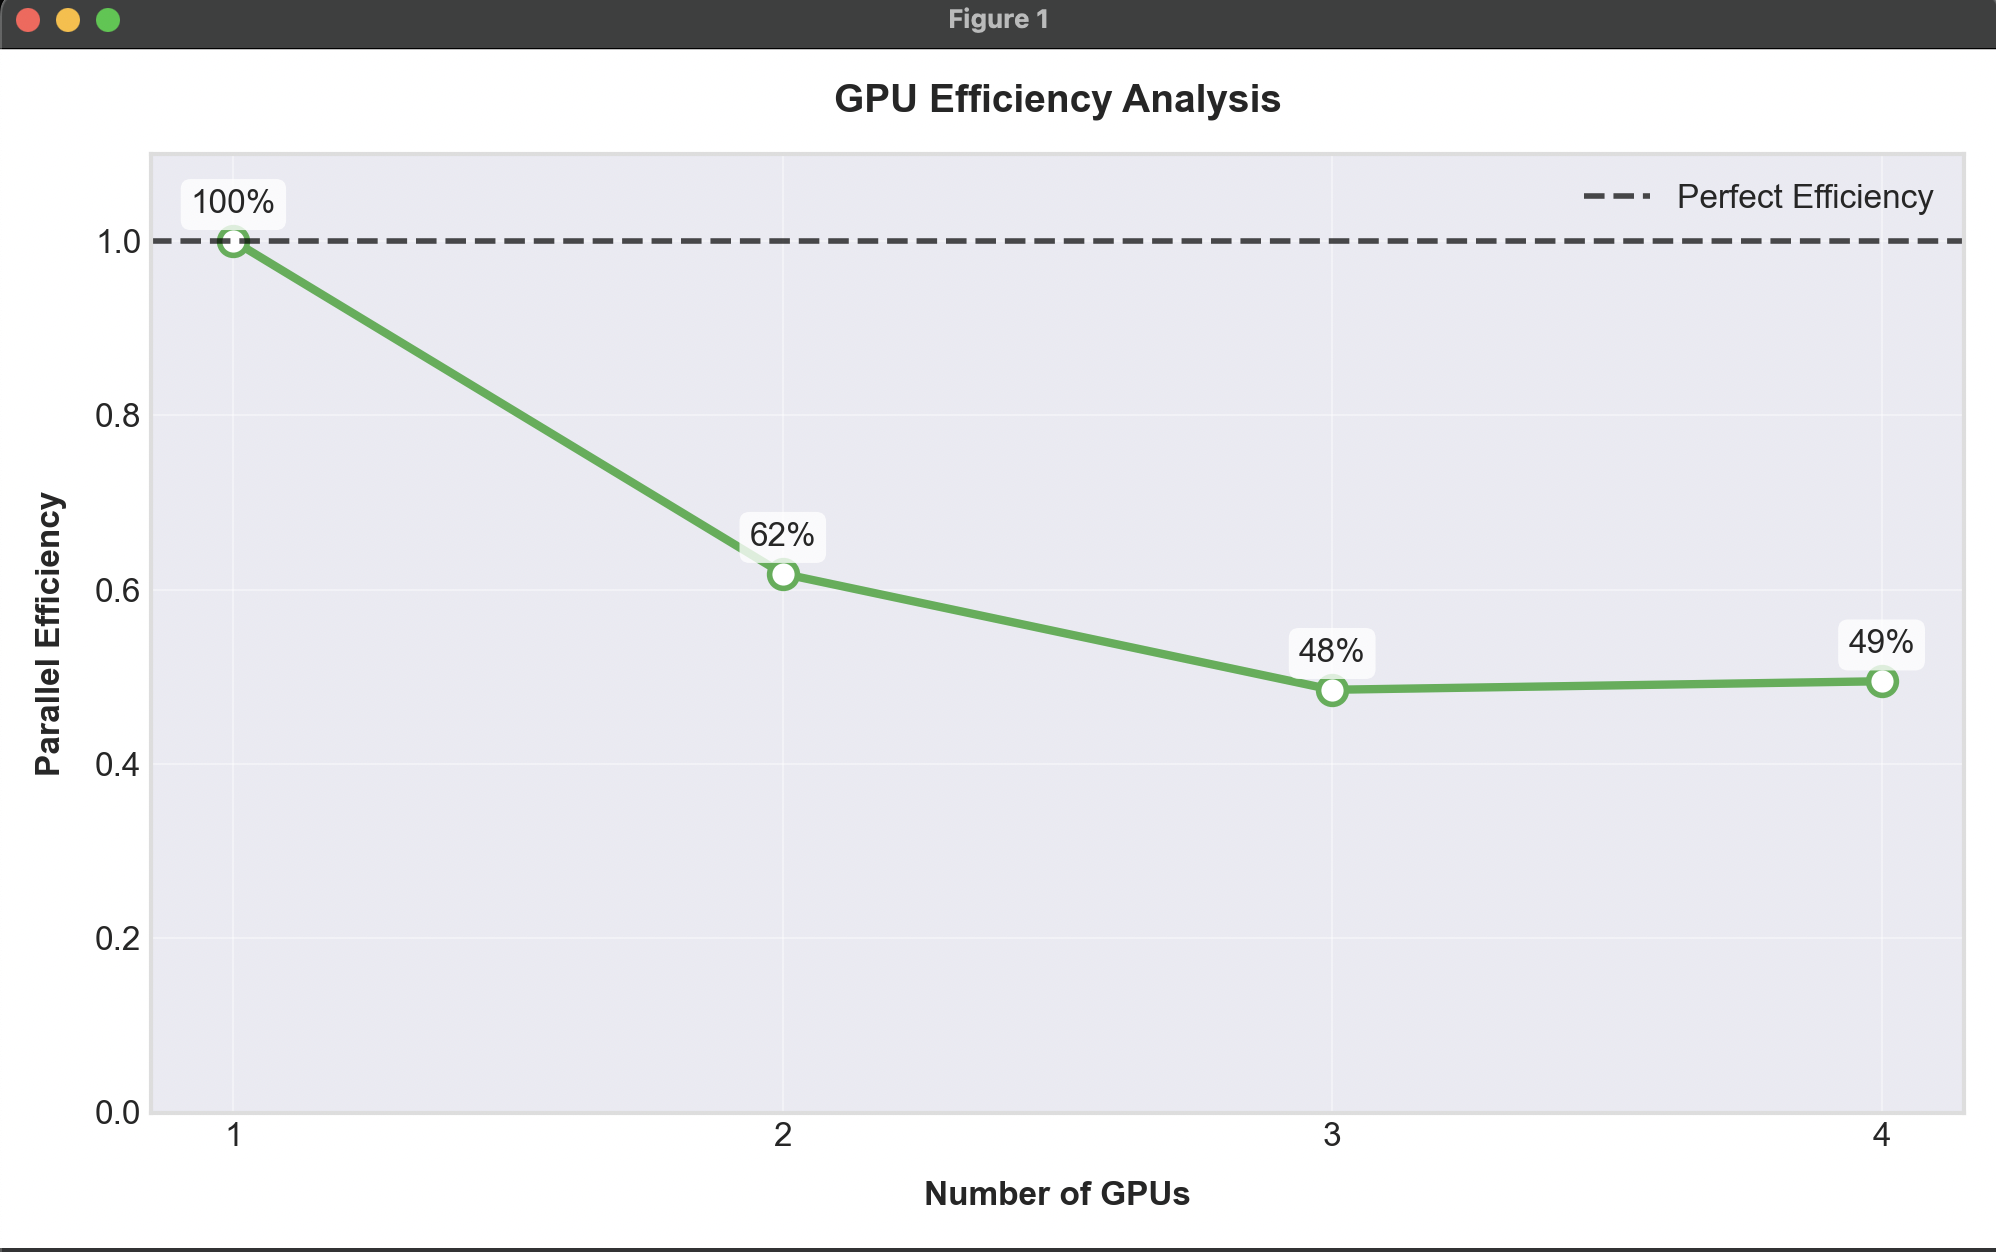 Figure 1
GPU Efficiency Analysis
Perfect Efficiency
100%
62%
48%
49%
1.0
0.8
0.6
0.4
0.2
0.0
Parallel Efficiency
1 2 3 4
Number of GPUs